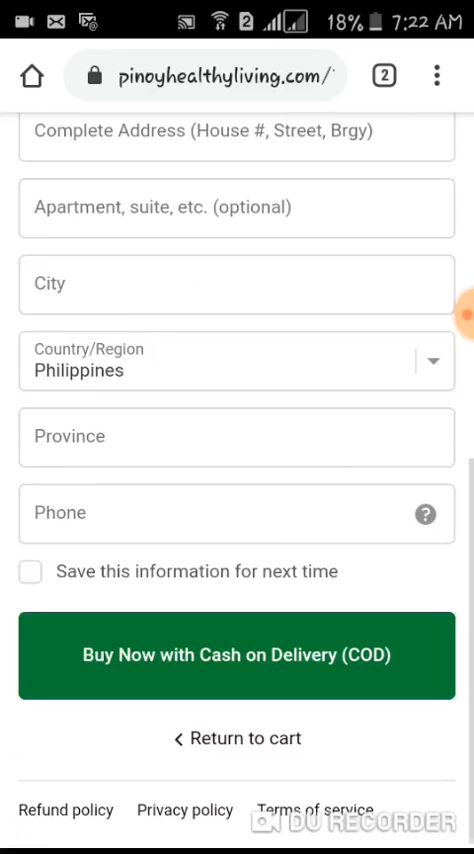 2 18% 7:22 AM
pinoyhealthyliving.com/
2
Complete Address (House #, Street, Brgy)
Apartment, suite, etc. (optional)
City
Country/Region
Philippines
Province
Phone
?
Save this information for next time
Buy Now with Cash on Delivery (COD)
Return to cart
Refund policy Privacy policy Terms of service
DU RECORDER